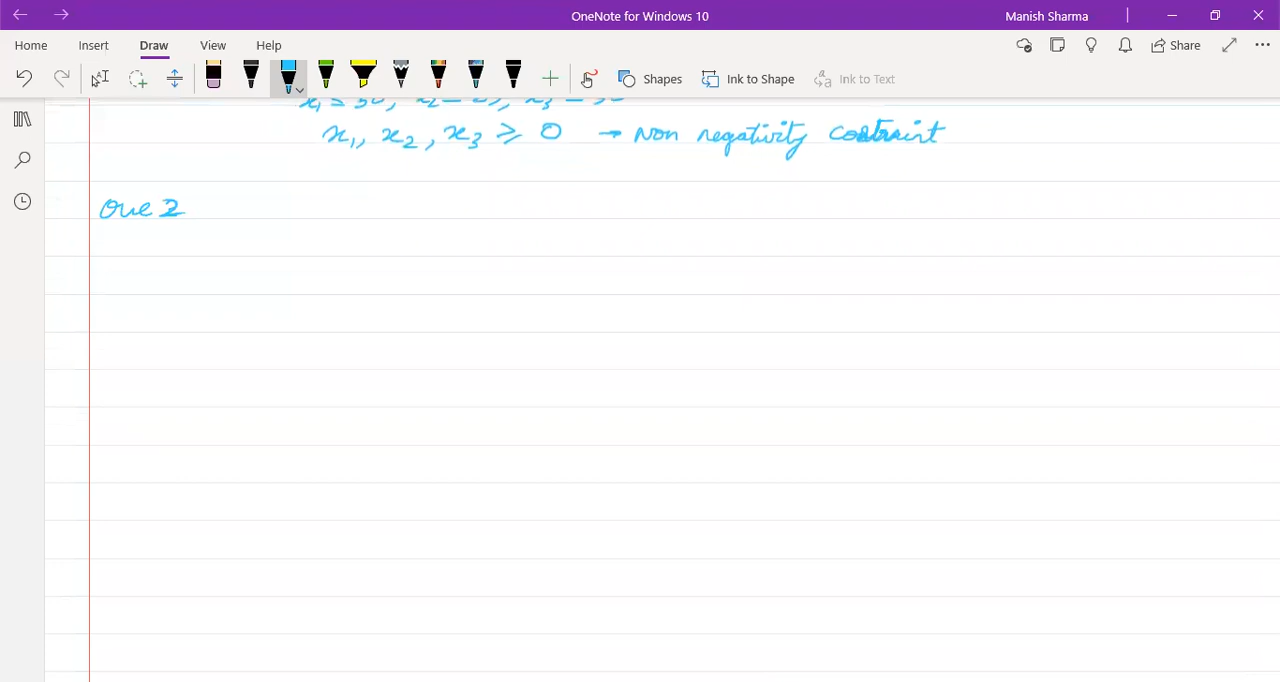 OneNote for Windows 10
Manish Sharma
Home Insert Draw View Help
Share
Shapes Ink to Shape Ink to Text
x₁, x₂, x₃ ≥ 0 → Non negativity constraint
Que 2